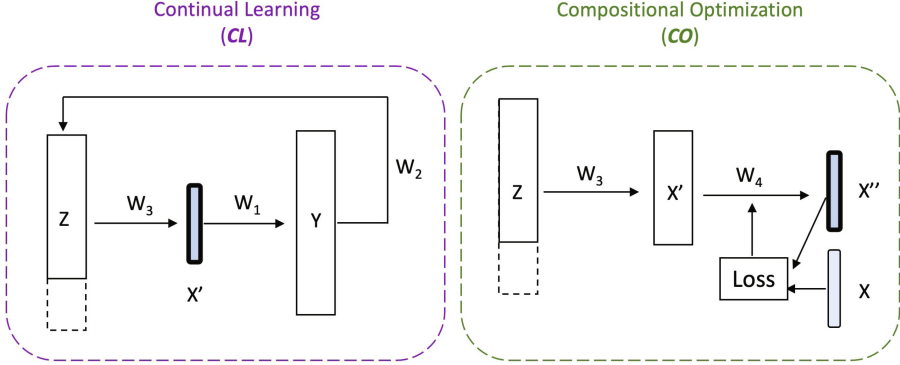 Continual Learning
(CL)
Z
W3
X'
W1
Y
W2
Compositional Optimization
(CO)
Z
W3
X'
W4
X''
Loss
X